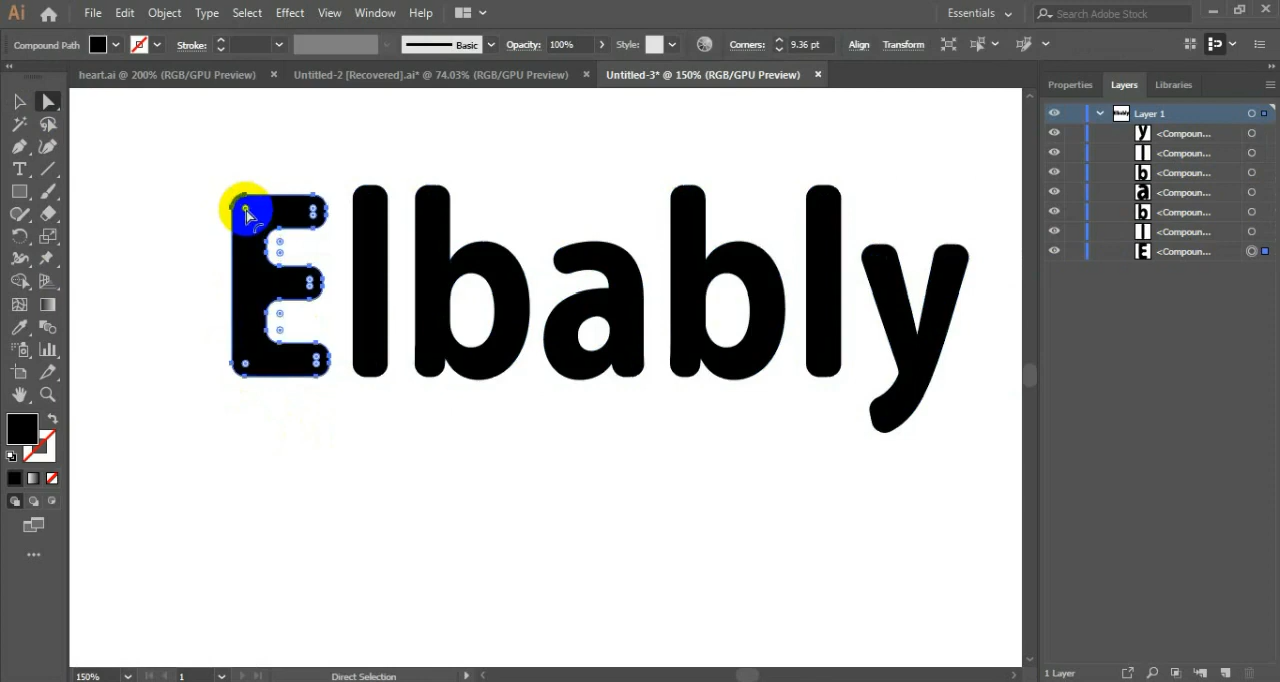 Ai File Edit Object Type Select Effect View Window Help Essentials Search Adobe Stock
Compound Path Stroke: Basic Opacity: 100% Style: Corners: 9.36 pt Align Transform
heart.ai @ 200% (RGB/GPU Preview) × Untitled-2 [Recovered].ai* @ 74.03% (RGB/GPU Preview) × Untitled-3* @ 150% (RGB/GPU Preview) ×
Properties Layers Libraries
Layer 1
<Compoun...
<Compoun...
<Compoun...
<Compoun...
<Compoun...
<Compoun...
<Compoun...
Elbably
150% 1 Direct Selection
1 Layer